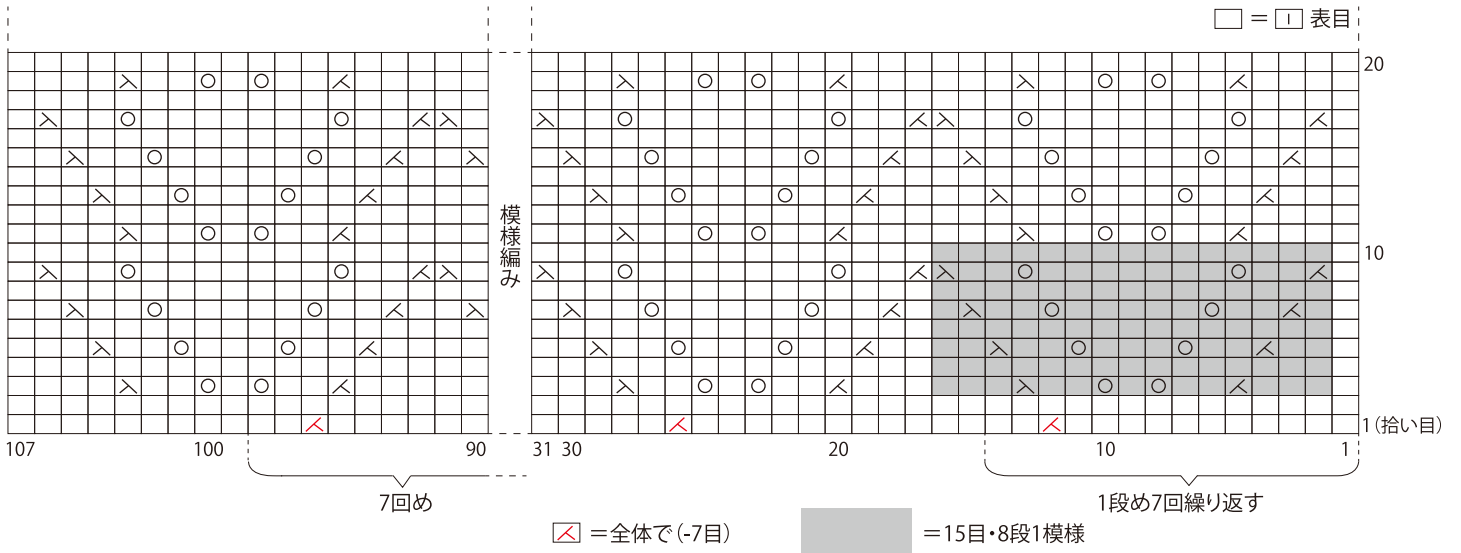 □ = 表目
20
10
模様編み
1（拾い目）
107 100 90 31 30 20 10 1
7回め 1段め7回繰り返す
＝全体で（-7目） ＝15目・8段1模様